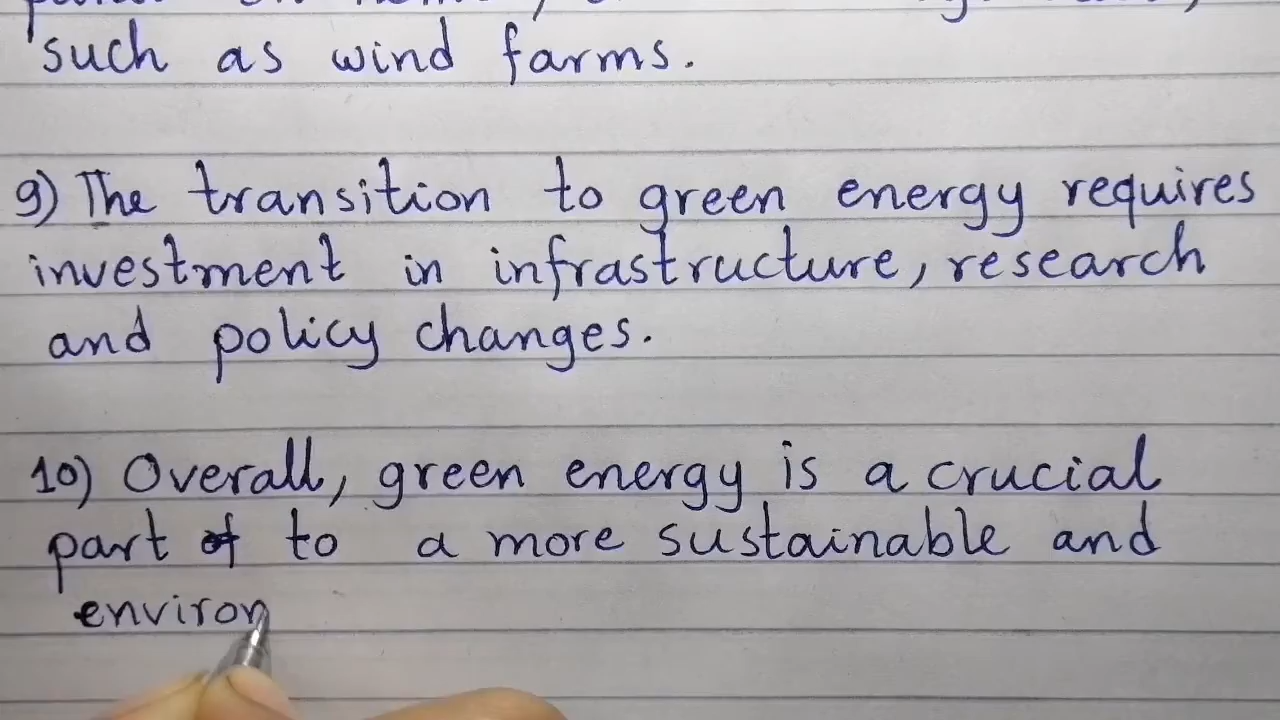 such as wind farms.
9) The transition to green energy requires
investment in infrastructure, research
and policy changes.
10) Overall, green energy is a crucial
part of to a more sustainable and
environ